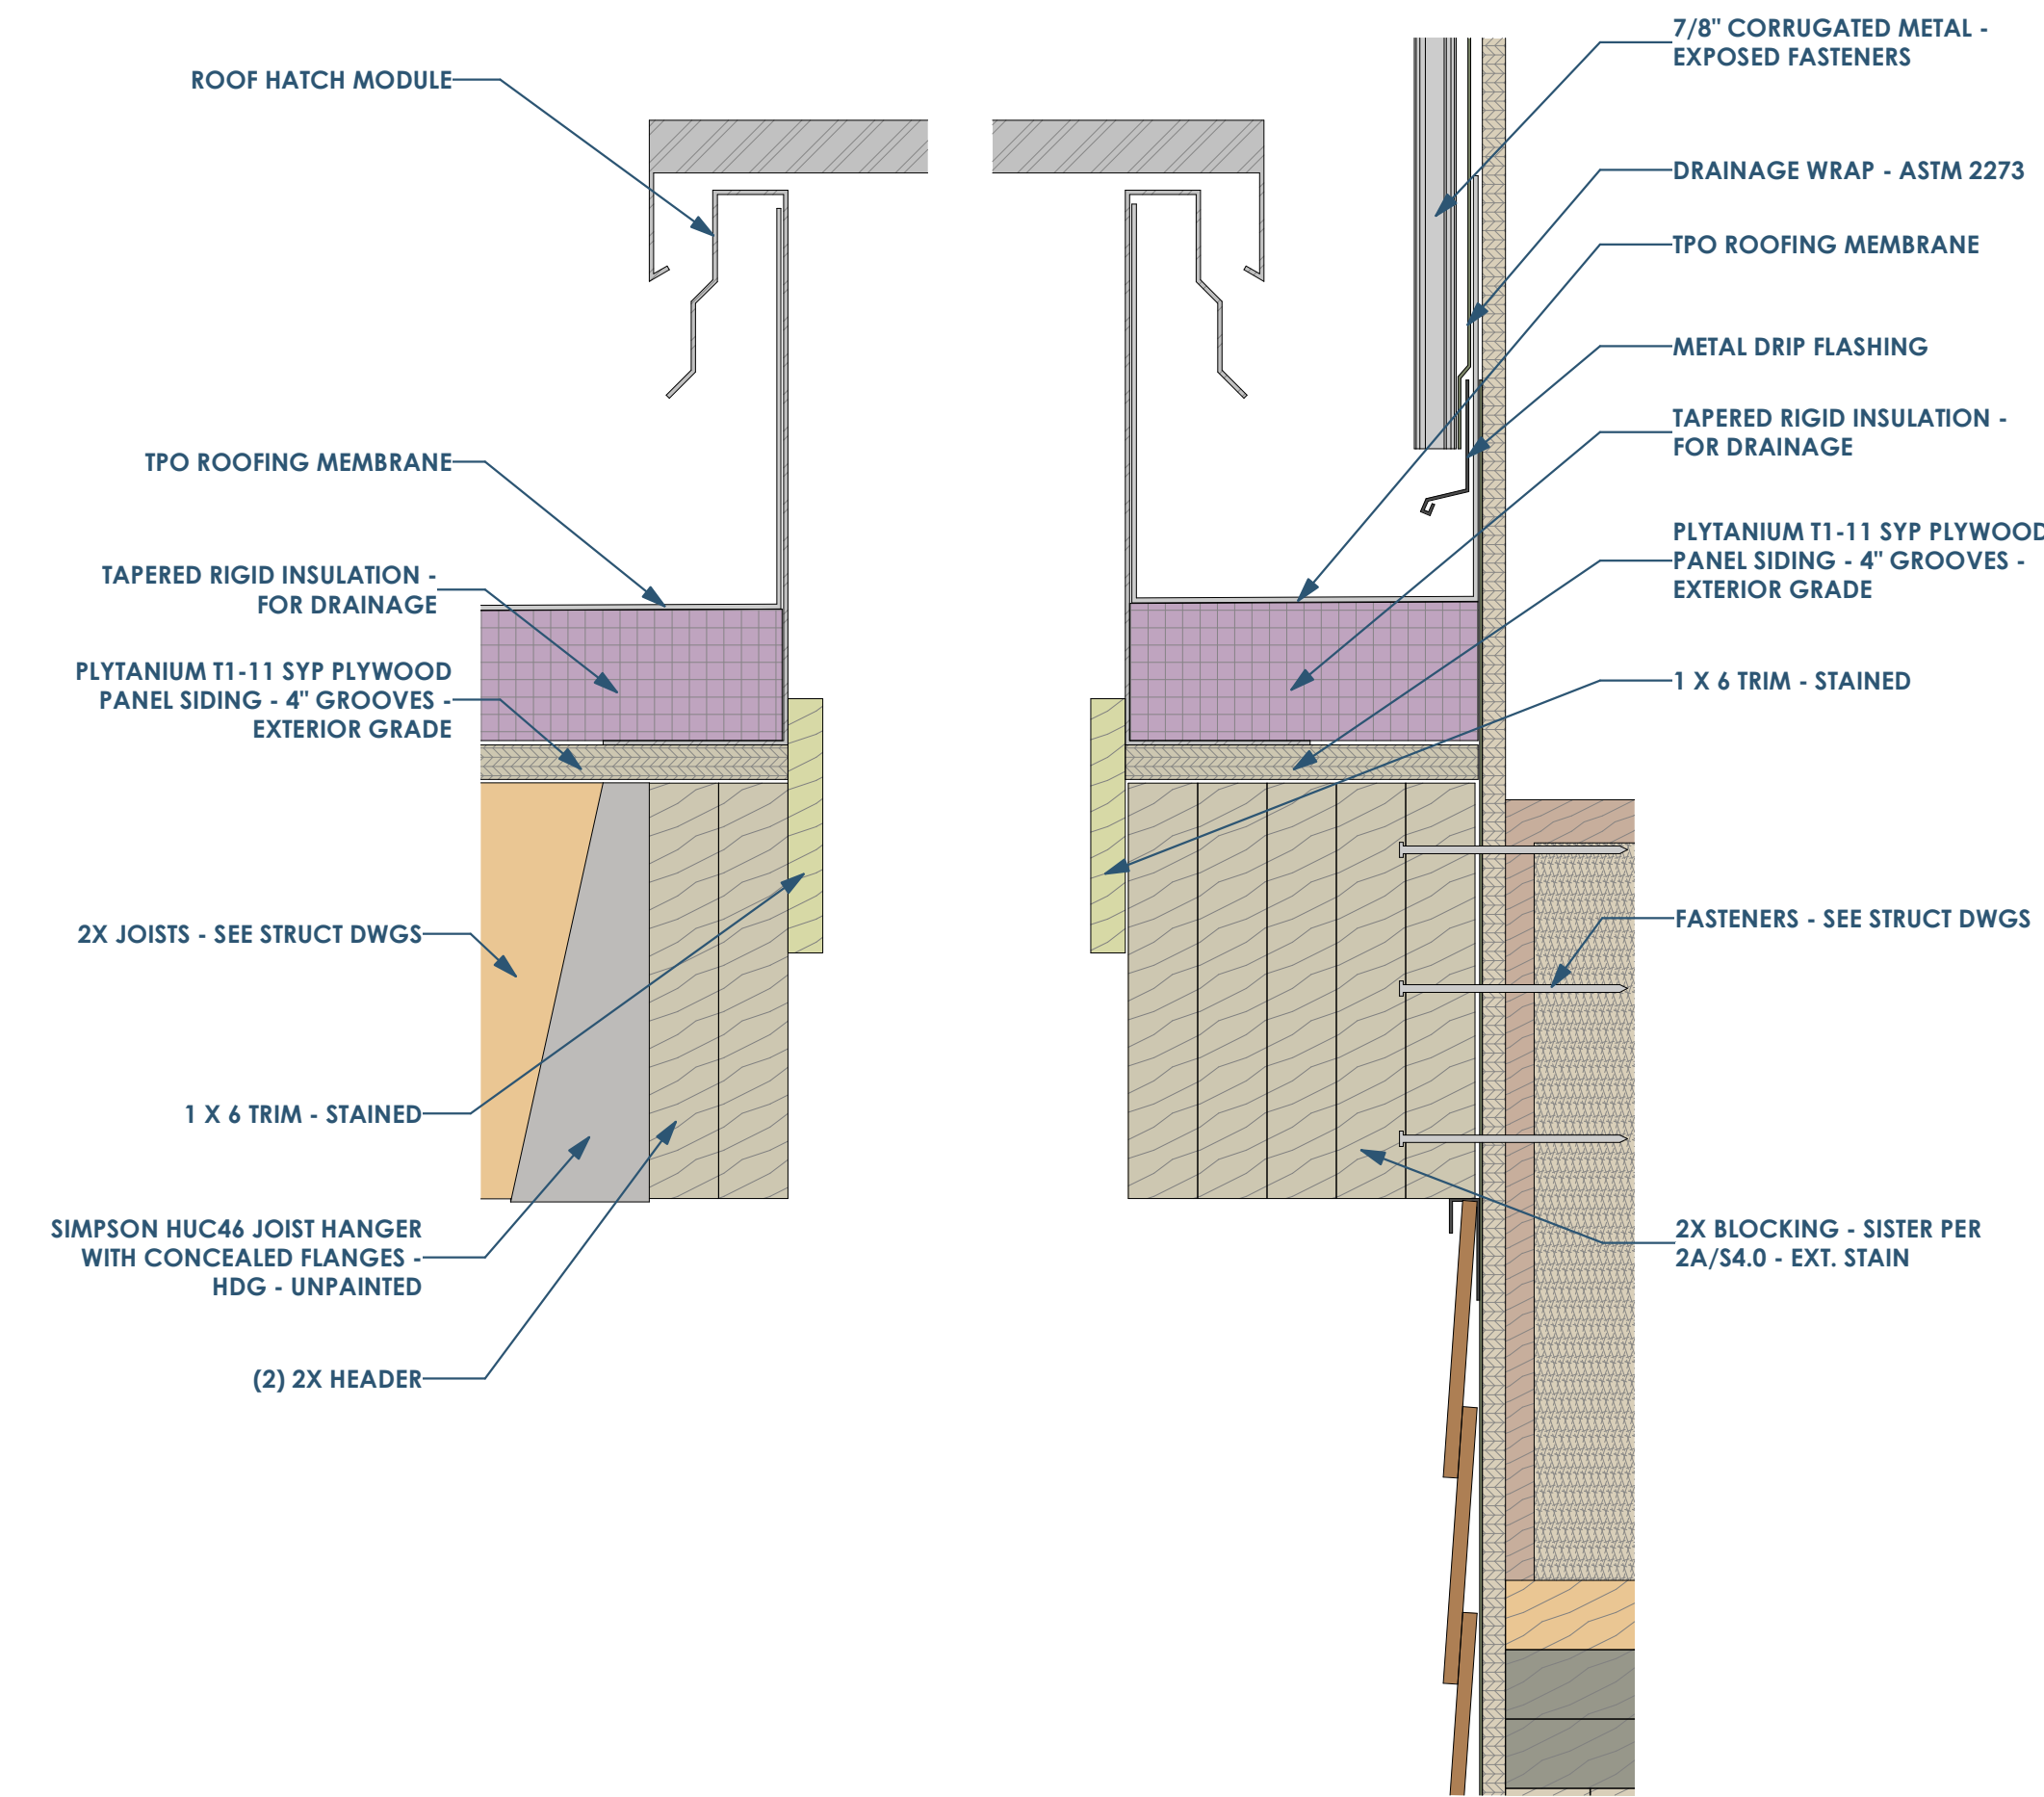 ROOF HATCH MODULE
TPO ROOFING MEMBRANE
TAPERED RIGID INSULATION -
FOR DRAINAGE
PLYTANIUM T1-11 SYP PLYWOOD
PANEL SIDING - 4" GROOVES -
EXTERIOR GRADE
2X JOISTS - SEE STRUCT DWGS
1 X 6 TRIM - STAINED
SIMPSON HUC46 JOIST HANGER
WITH CONCEALED FLANGES -
HDG - UNPAINTED
(2) 2X HEADER
7/8" CORRUGATED METAL -
EXPOSED FASTENERS
DRAINAGE WRAP - ASTM 2273
TPO ROOFING MEMBRANE
METAL DRIP FLASHING
TAPERED RIGID INSULATION -
FOR DRAINAGE
PLYTANIUM T1-11 SYP PLYWOOD
PANEL SIDING - 4" GROOVES -
EXTERIOR GRADE
1 X 6 TRIM - STAINED
FASTENERS - SEE STRUCT DWGS
2X BLOCKING - SISTER PER
2A/S4.0 - EXT. STAIN